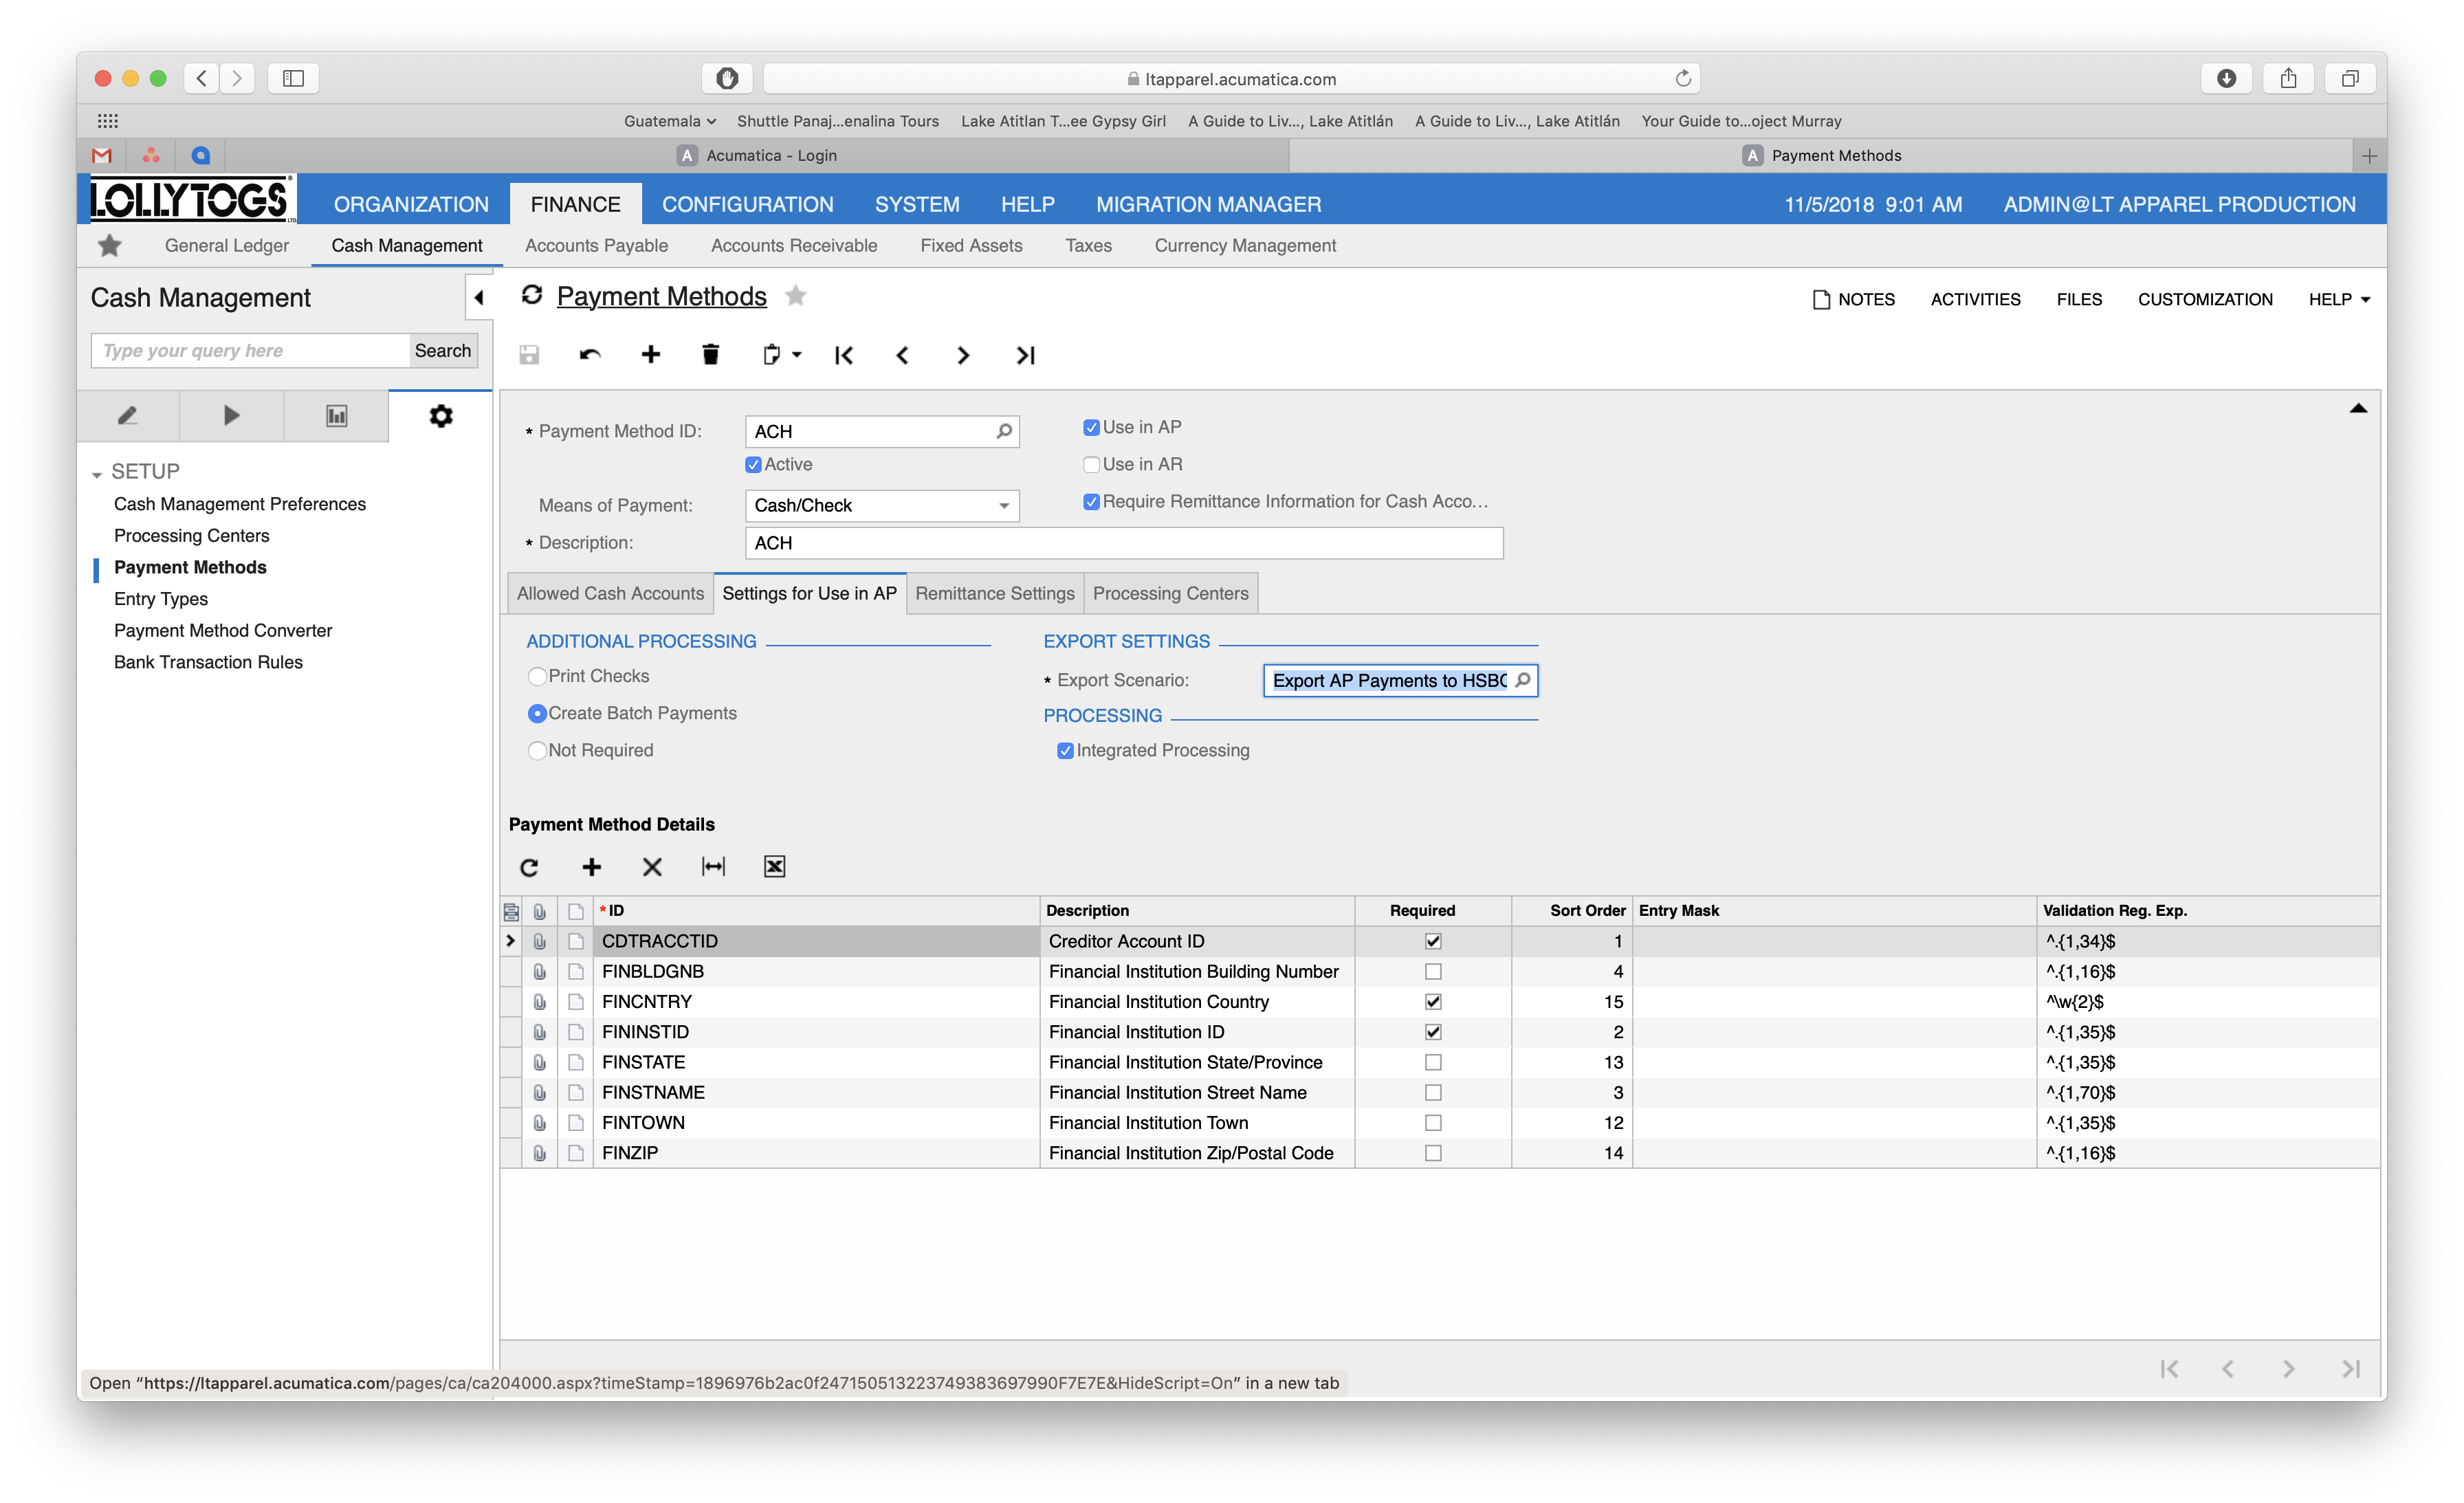 ltapparel.acumatica.com
Guatemala Shuttle Panaj...enalina Tours Lake Atitlan T...ee Gypsy Girl A Guide to Liv..., Lake Atitlán A Guide to Liv..., Lake Atitlán Your Guide to...oject Murray
A Acumatica - Login A Payment Methods
LOLLYTOGS LTD. ORGANIZATION FINANCE CONFIGURATION SYSTEM HELP MIGRATION MANAGER 11/5/2018 9:01 AM ADMIN@LT APPAREL PRODUCTION
General Ledger Cash Management Accounts Payable Accounts Receivable Fixed Assets Taxes Currency Management
Cash Management
Type your query here Search
SETUP
Cash Management Preferences
Processing Centers
Payment Methods
Entry Types
Payment Method Converter
Bank Transaction Rules
Payment Methods NOTES ACTIVITIES FILES CUSTOMIZATION HELP
* Payment Method ID: ACH Use in AP
Active Use in AR
Means of Payment: Cash/Check Require Remittance Information for Cash Acco...
* Description: ACH
Allowed Cash Accounts Settings for Use in AP Remittance Settings Processing Centers
ADDITIONAL PROCESSING EXPORT SETTINGS
Print Checks * Export Scenario: Export AP Payments to HSBC
Create Batch Payments PROCESSING
Not Required Integrated Processing
Payment Method Details
* ID Description Required Sort Order Entry Mask Validation Reg. Exp.
CDTRACCTID Creditor Account ID 1 ^.{1,34}$
FINBLDGNB Financial Institution Building Number 4 ^.{1,16}$
FINCNTRY Financial Institution Country 15 ^\w{2}$
FININSTID Financial Institution ID 2 ^.{1,35}$
FINSTATE Financial Institution State/Province 13 ^.{1,35}$
FINSTNAME Financial Institution Street Name 3 ^.{1,70}$
FINTOWN Financial Institution Town 12 ^.{1,35}$
FINZIP Financial Institution Zip/Postal Code 14 ^.{1,16}$
Open “https://ltapparel.acumatica.com/pages/ca/ca204000.aspx?timeStamp=1896976b2ac0f24715051322374938369799​0F7E7E&HideScript=On” in a new tab